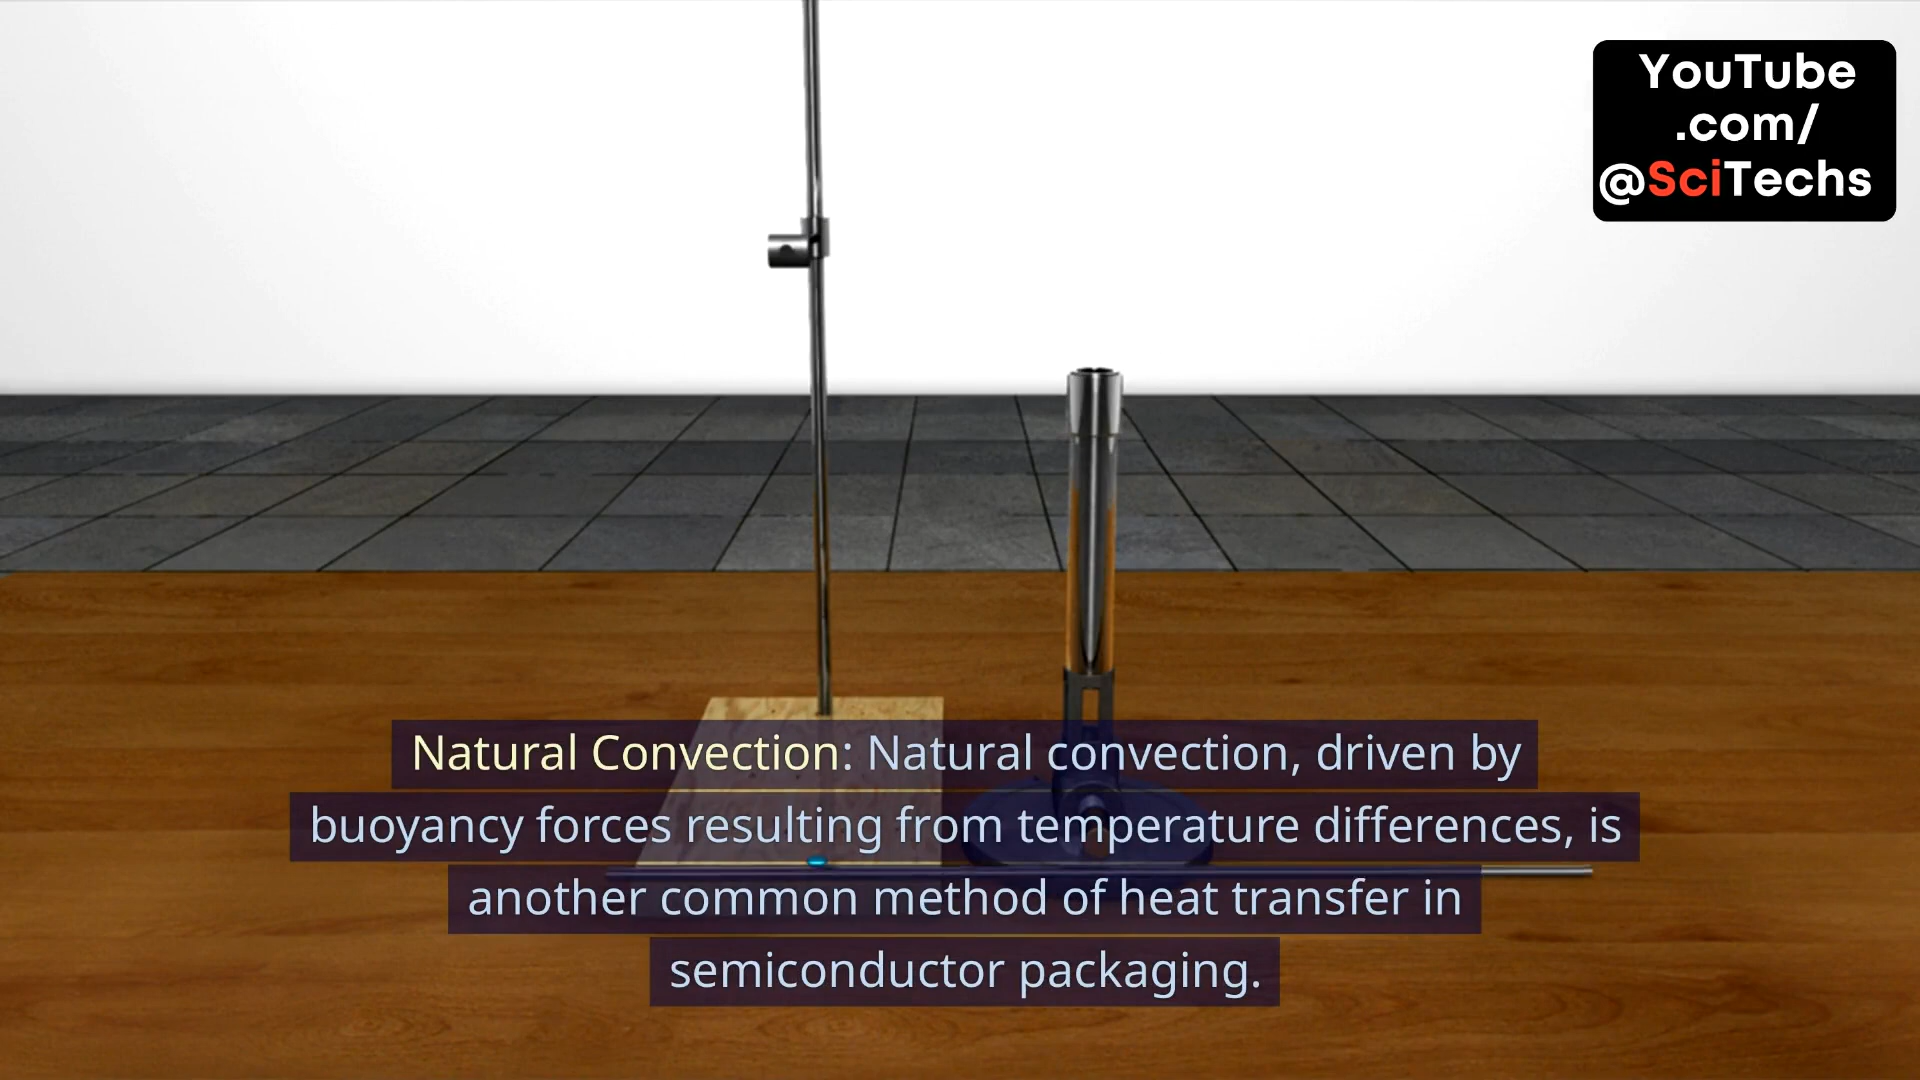 YouTube
.com/
@SciTechs
Natural Convection: Natural convection, driven by
buoyancy forces resulting from temperature differences, is
another common method of heat transfer in
semiconductor packaging.